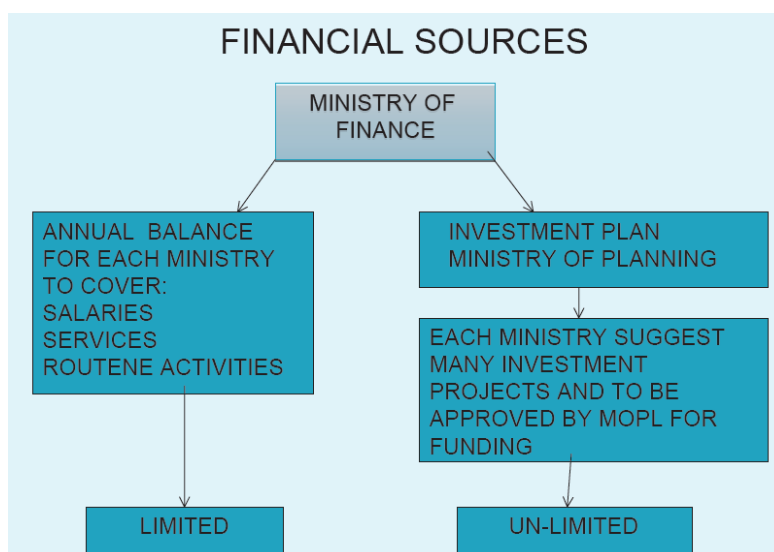 FINANCIAL SOURCES
MINISTRY OF
FINANCE
ANNUAL BALANCE
FOR EACH MINISTRY
TO COVER:
SALARIES
SERVICES
ROUTENE ACTIVITIES
LIMITED
INVESTMENT PLAN
MINISTRY OF PLANNING
EACH MINISTRY SUGGEST
MANY INVESTMENT
PROJECTS AND TO BE
APPROVED BY MOPL FOR
FUNDING
UN-LIMITED